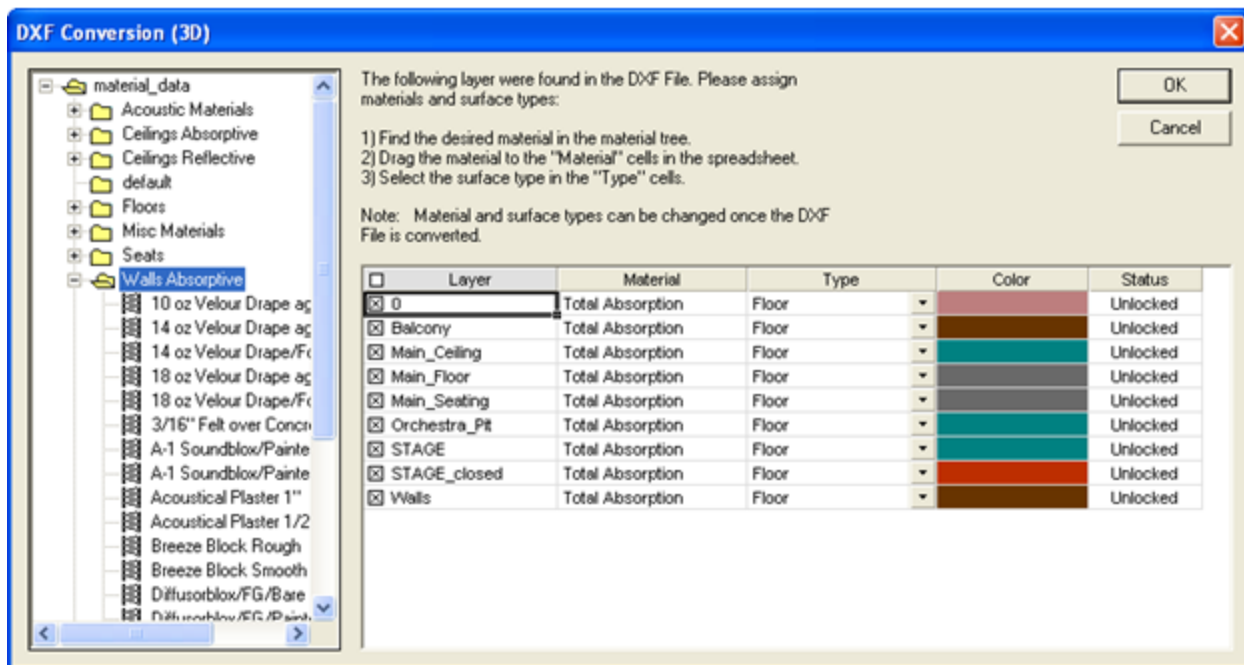 DXF Conversion (3D)
material_data
Acoustic Materials
Ceilings Absorptive
Ceilings Reflective
default
Floors
Misc Materials
Seats
Walls Absorptive
10 oz Velour Drape ag
14 oz Velour Drape ag
14 oz Velour Drape/Fo
18 oz Velour Drape ag
18 oz Velour Drape/Fo
3/16" Felt over Concr
A-1 Soundblox/Painte
A-1 Soundblox/Painte
Acoustical Plaster 1"
Acoustical Plaster 1/2
Breeze Block Rough
Breeze Block Smooth
Diffusorblox/FG/Bare
Diffusorblox/FG/Paint
The following layer were found in the DXF File. Please assign
materials and surface types:
1) Find the desired material in the material tree.
2) Drag the material to the "Material" cells in the spreadsheet.
3) Select the surface type in the "Type" cells.
Note: Material and surface types can be changed once the DXF
File is converted.
OK
Cancel
Layer Material Type Color Status
0 Total Absorption Floor Unlocked
Balcony Total Absorption Floor Unlocked
Main_Ceiling Total Absorption Floor Unlocked
Main_Floor Total Absorption Floor Unlocked
Main_Seating Total Absorption Floor Unlocked
Orchestra_Pit Total Absorption Floor Unlocked
STAGE Total Absorption Floor Unlocked
STAGE_closed Total Absorption Floor Unlocked
Walls Total Absorption Floor Unlocked